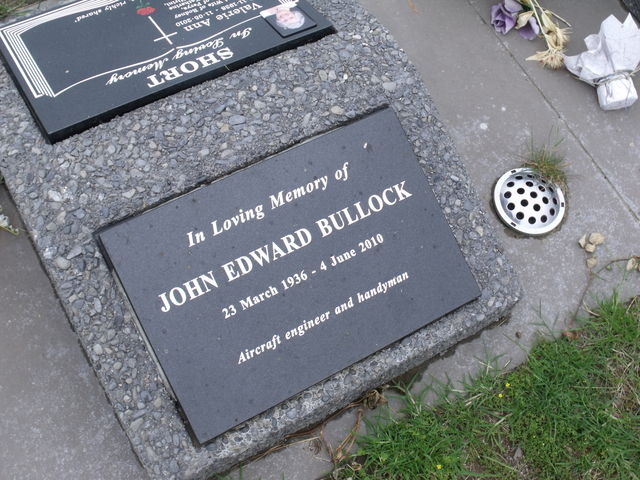 SHORT
In Loving Memory
Valerie Ann
In Loving Memory of
JOHN EDWARD BULLOCK
23 March 1936 - 4 June 2010
Aircraft engineer and handyman